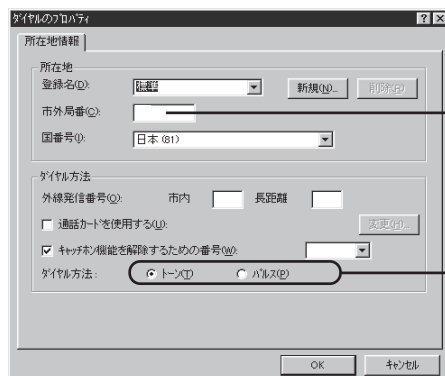 ﾀﾞｲﾔﾙのﾌﾟﾛﾊﾟﾃｨ
所在地情報
所在地
登録名(D):
新規(N)...
削除(R)
市外局番(C):
国番号(I):
日本 (81)
ダイヤル方法
外線発信番号(O): 市内 長距離
通話ｶｰﾄﾞを使用する(U):
変更(H)...
ｷｬｯﾁﾎﾝ機能を解除するための番号(W):
ﾀﾞｲﾔﾙ方法: ﾄｰﾝ(T) ﾊﾟﾙｽ(P)
OK ｷｬﾝｾﾙ